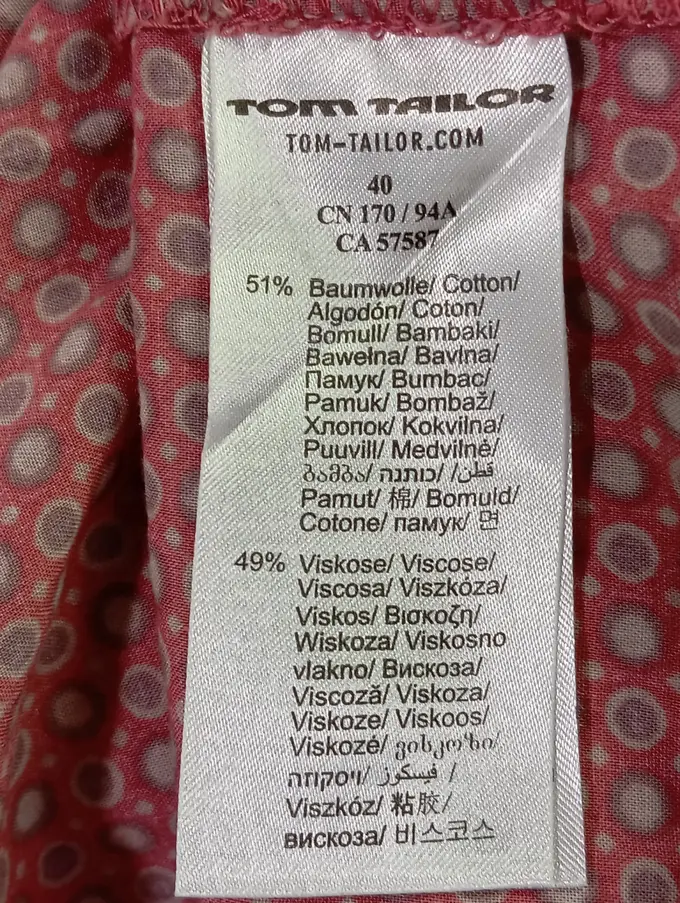 TOM TAILOR
TOM-TAILOR.COM
40
CN 170 / 94A
CA 57587
51% Baumwolle/ Cotton/
Algodón/ Coton/
Bomull/ Bambaki/
Bawełna/ Bavlna/
Памук/ Bumbac/
Pamuk/ Bombaž/
Хлопок/ Kokvilna/
Puuvill/ Medvilnė/
ბამბა/ כותנה/ قطن/
Pamut/ 棉/ Bomuld/
Cotone/ памук/ 면
49% Viskose/ Viscose/
Viscosa/ Viszkóza/
Viskos/ Βισκοζη/
Wiskoza/ Viskosno
vlakno/ Вискоза/
Viscoză/ Viskoza/
Viskoze/ Viskoos/
Viskozė/ ვისკოზი/
ויסקוזה/ فيسكوز /
Viszkóz/ 粘胶/
вискоза/ 비스코스